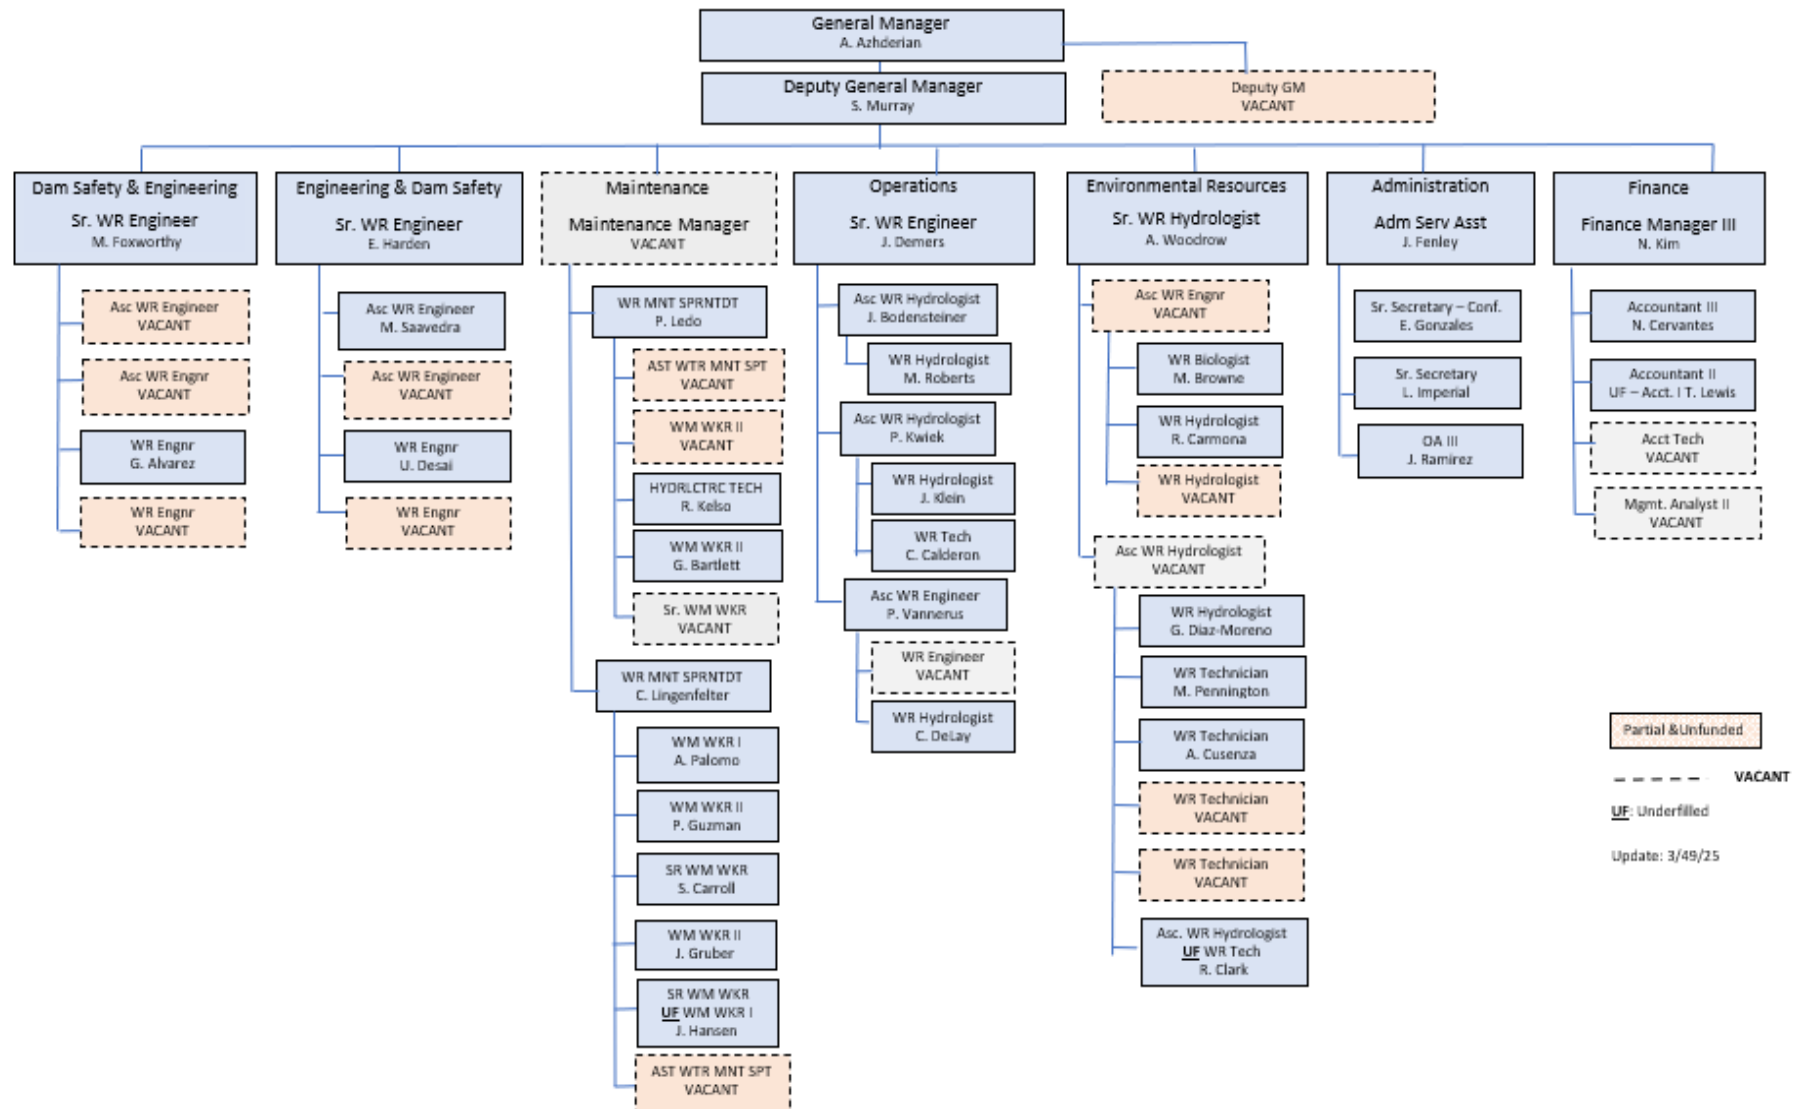 General Manager
A. Azhderian
Deputy General Manager
S. Murray
Deputy GM
VACANT
Dam Safety & Engineering
Sr. WR Engineer
M. Foxworthy
Asc WR Engineer
VACANT
Asc WR Engnr
VACANT
WR Engnr
G. Alvarez
WR Engnr
VACANT
Engineering & Dam Safety
Sr. WR Engineer
E. Harden
Asc WR Engineer
M. Saavedra
Asc WR Engineer
VACANT
WR Engnr
U. Desai
WR Engnr
VACANT
Maintenance
Maintenance Manager
VACANT
WR MNT SPRNTDT
P. Ledo
AST WTR MNT SPT
VACANT
WM WKR II
VACANT
HYDRLCTRC TECH
R. Kelso
WM WKR II
G. Bartlett
Sr. WM WKR
VACANT
WR MNT SPRNTDT
C. Lingenfelter
WM WKR I
A. Palomo
WM WKR II
P. Guzman
SR WM WKR
S. Carroll
WM WKR II
J. Gruber
SR WM WKR
UF WM WKR I
J. Hansen
AST WTR MNT SPT
VACANT
Operations
Sr. WR Engineer
J. Demers
Asc WR Hydrologist
J. Bodensteiner
WR Hydrologist
M. Roberts
Asc WR Hydrologist
P. Kwiek
WR Hydrologist
J. Klein
WR Tech
C. Calderon
Asc WR Engineer
P. Vannerus
WR Engineer
VACANT
WR Hydrologist
C. DeLay
Environmental Resources
Sr. WR Hydrologist
A. Woodrow
Asc WR Engnr
VACANT
WR Biologist
M. Browne
WR Hydrologist
R. Carmona
WR Hydrologist
VACANT
Asc WR Hydrologist
VACANT
WR Hydrologist
G. Diaz-Moreno
WR Technician
M. Pennington
WR Technician
A. Cusenza
WR Technician
VACANT
WR Technician
VACANT
Asc. WR Hydrologist
UF WR Tech
R. Clark
Administration
Adm Serv Asst
J. Fenley
Sr. Secretary – Conf.
E. Gonzales
Sr. Secretary
L. Imperial
OA III
J. Ramirez
Finance
Finance Manager III
N. Kim
Accountant III
N. Cervantes
Accountant II
UF – Acct. I T. Lewis
Acct Tech
VACANT
Mgmt. Analyst II
VACANT
Partial &Unfunded
VACANT
UF: Underfilled
Update: 3/49/25